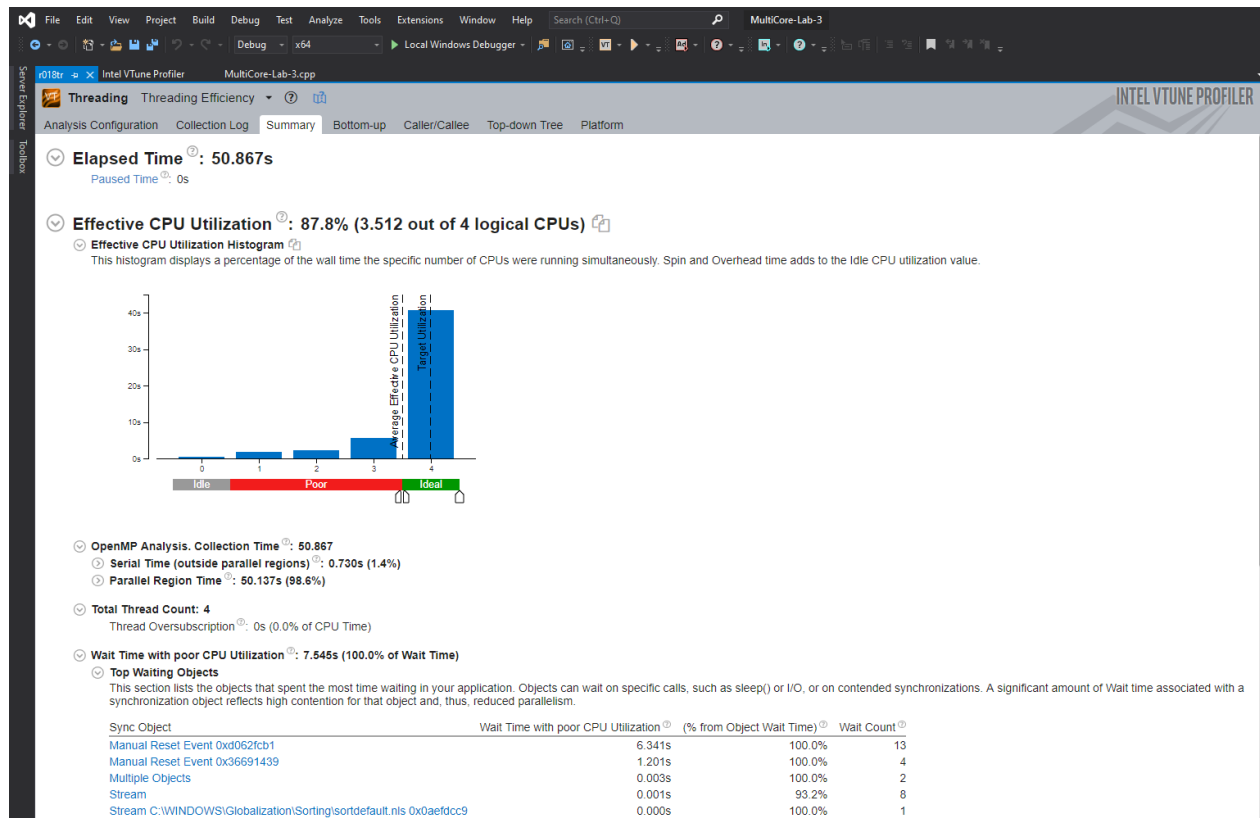 File Edit View Project Build Debug Test Analyze Tools Extensions Window Help Search (Ctrl+Q) MultiCore-Lab-3
Debug x64 Local Windows Debugger VT Ad In,
r018tr Intel VTune Profiler MultiCore-Lab-3.cpp
Server Explorer
Toolbox
Threading Threading Efficiency INTEL VTUNE PROFILER
Analysis Configuration Collection Log Summary Bottom-up Caller/Callee Top-down Tree Platform
Elapsed Time ?: 50.867s
Paused Time ?: 0s
Effective CPU Utilization ?: 87.8% (3.512 out of 4 logical CPUs)
Effective CPU Utilization Histogram
This histogram displays a percentage of the wall time the specific number of CPUs were running simultaneously. Spin and Overhead time adds to the Idle CPU utilization value.
40s
30s
20s
10s
0s
Average Effective CPU Utilization
Target Utilization
0 1 2 3 4
Idle Poor Ideal
OpenMP Analysis. Collection Time ?: 50.867
Serial Time (outside parallel regions) ?: 0.730s (1.4%)
Parallel Region Time ?: 50.137s (98.6%)
Total Thread Count: 4
Thread Oversubscription ?: 0s (0.0% of CPU Time)
Wait Time with poor CPU Utilization ?: 7.545s (100.0% of Wait Time)
Top Waiting Objects
This section lists the objects that spent the most time waiting in your application. Objects can wait on specific calls, such as sleep() or I/O, or on contended synchronizations. A significant amount of Wait time associated with a
synchronization object reflects high contention for that object and, thus, reduced parallelism.
Sync Object Wait Time with poor CPU Utilization ? (% from Object Wait Time) ? Wait Count ?
Manual Reset Event 0xd062fcb1 6.341s 100.0% 13
Manual Reset Event 0x36691439 1.201s 100.0% 4
Multiple Objects 0.003s 100.0% 2
Stream 0.001s 93.2% 8
Stream C:\WINDOWS\Globalization\Sorting\sortdefault.nls 0x0aefdcc9 0.000s 100.0% 1